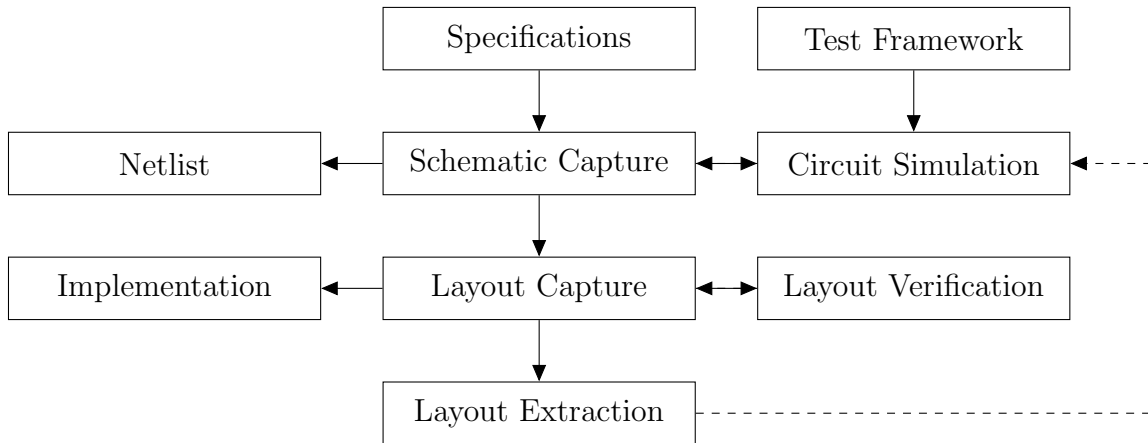 Specifications
Test Framework
Netlist
Schematic Capture
Circuit Simulation
Implementation
Layout Capture
Layout Verification
Layout Extraction